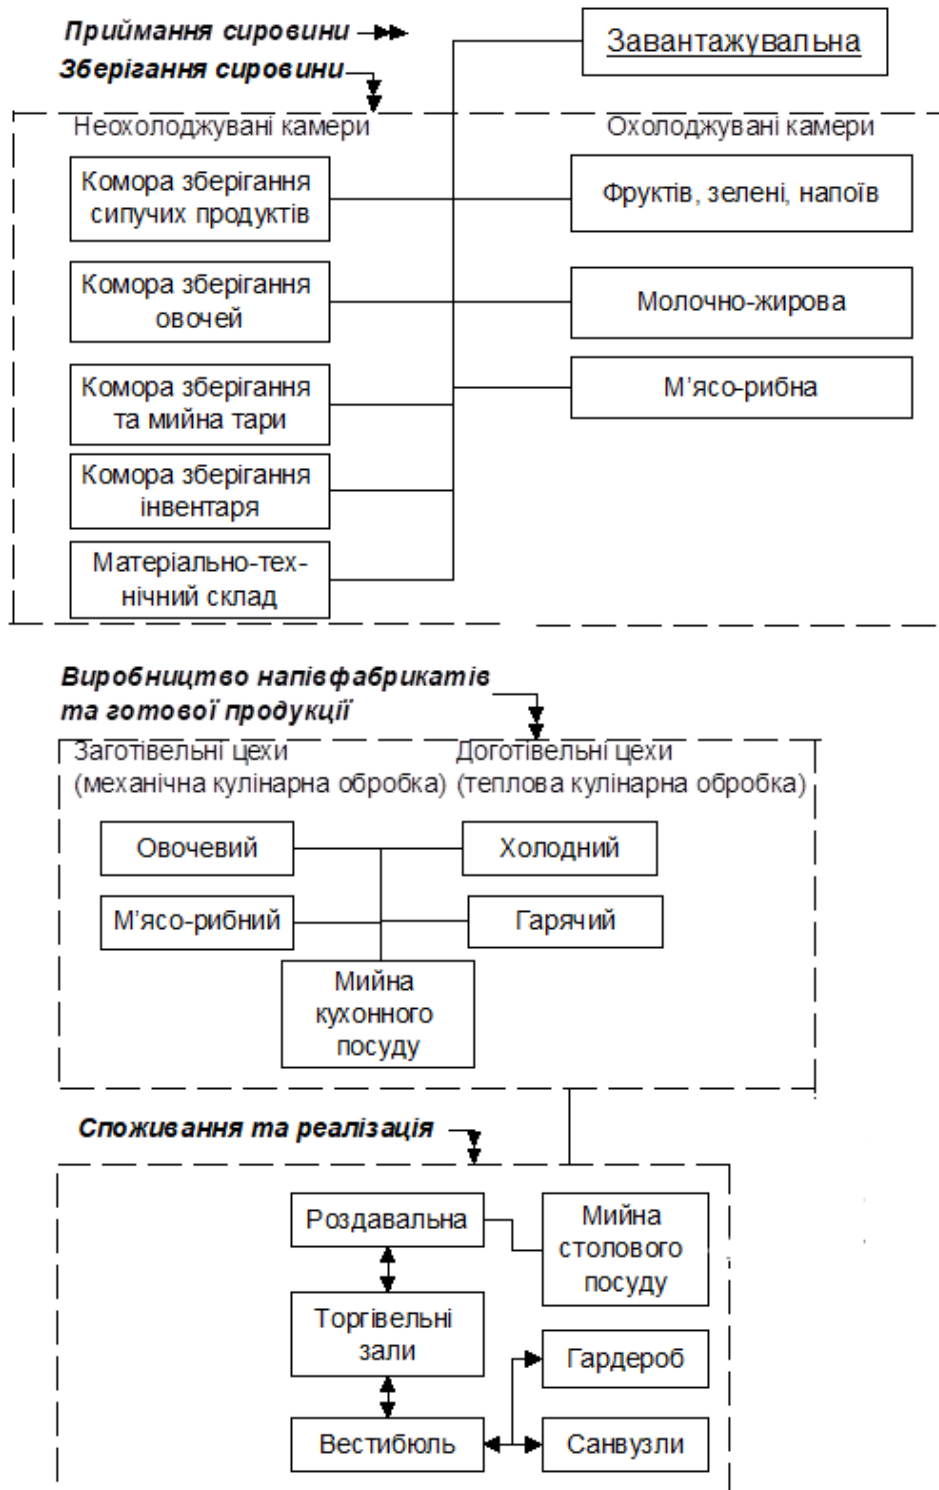 Приймання сировини
Завантажувальна
Зберігання сировини
Неохолоджувані камери
Охолоджувані камери
Комора зберігання
сипучих продуктів
Фруктів, зелені, напоїв
Комора зберігання
овочей
Молочно-жирова
Комора зберігання
та мийна тари
М'ясо-рибна
Комора зберігання
інвентаря
Матеріально-тех-
нічний склад
Виробництво напівфабрикатів
та готової продукції
Заготівельні цехи
(механічна кулінарна обробка)
Доготівельні цехи
(теплова кулінарна обробка)
Овочевий
Холодний
М'ясо-рибний
Гарячий
Мийна
кухонного
посуду
Споживання та реалізація
Роздавальна
Мийна
столового
посуду
Торгівельні
зали
Гардероб
Вестибюль
Санвузли